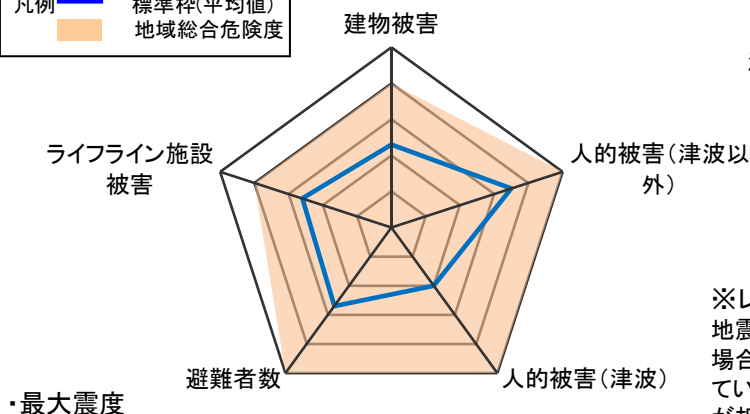 凡例 標準枠(平均値)
地域総合危険度
建物被害
ライフライン施設
被害
人的被害(津波以
外)
※レ
地震
場合
てい
避難者数
人的被害(津波)
・最大震度